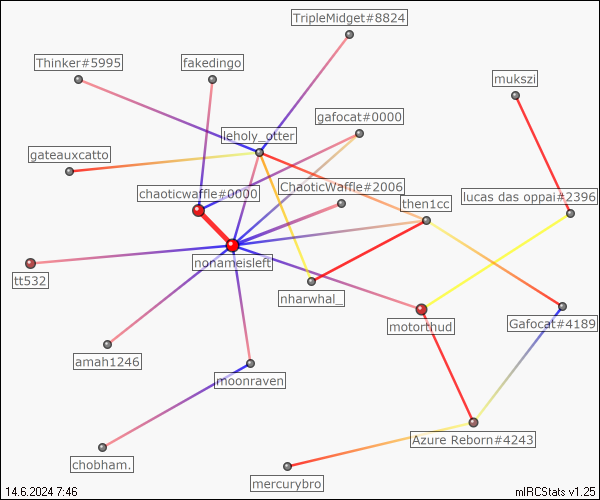 TripleMidget#8824
Thinker#5995
fakedingo
mukszi
gafocat#0000
leholy_otter
gateauxcatto
chaoticwaffle#0000
ChaoticWaffle#2006
then1cc
lucas das oppai#2396
nonameisleft
tt532
nharwhal_
motorthud
Gafocat#4189
amah1246
moonraven
Azure Reborn#4243
chobham.
mercurybro
14.6.2024 7:46
mIRCStats v1.25